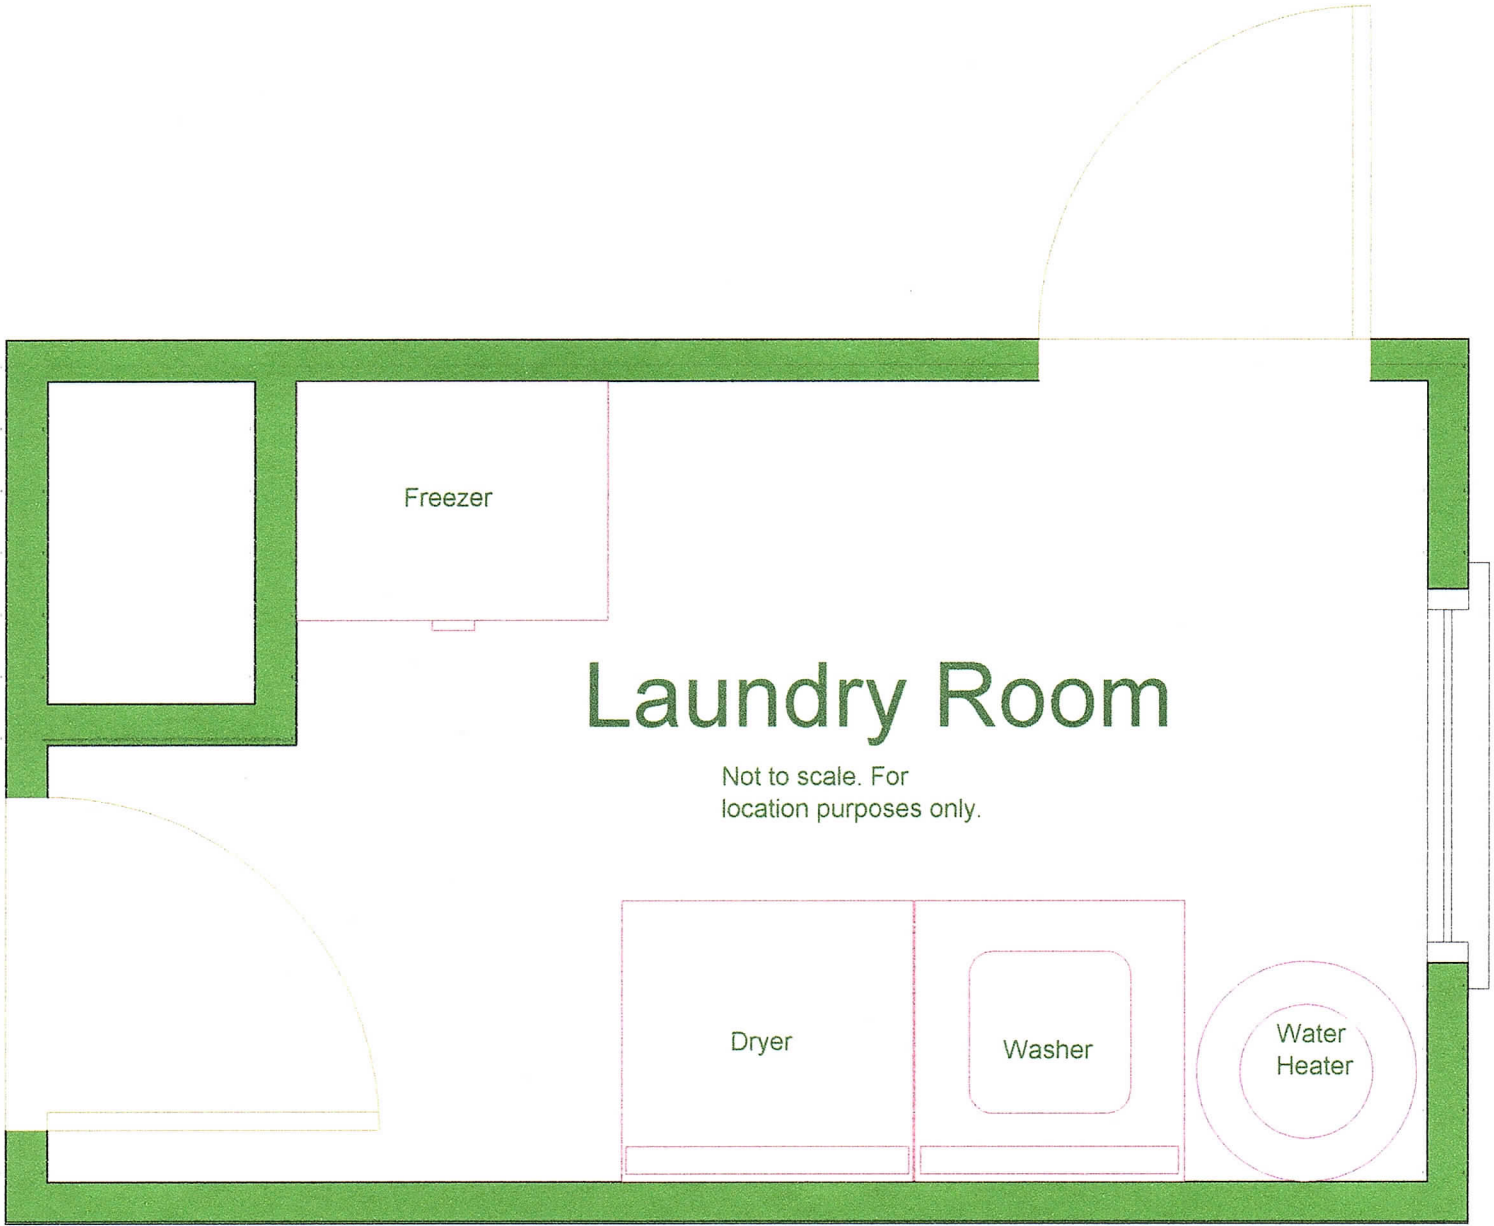 Freezer
Laundry Room
Not to scale. For
location purposes only.
Dryer
Washer
Water
Heater